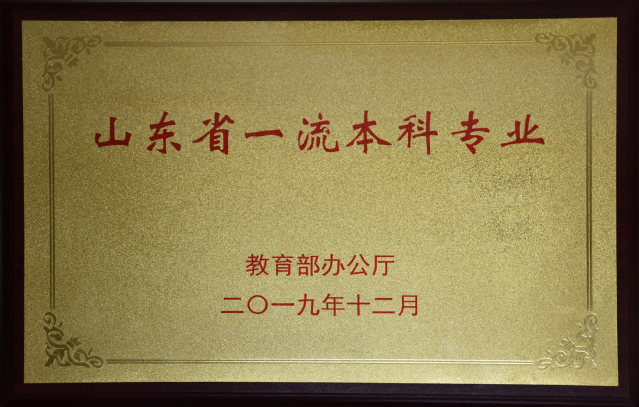 山东省一流本科专业
教育部办公厅
二〇一九年十二月